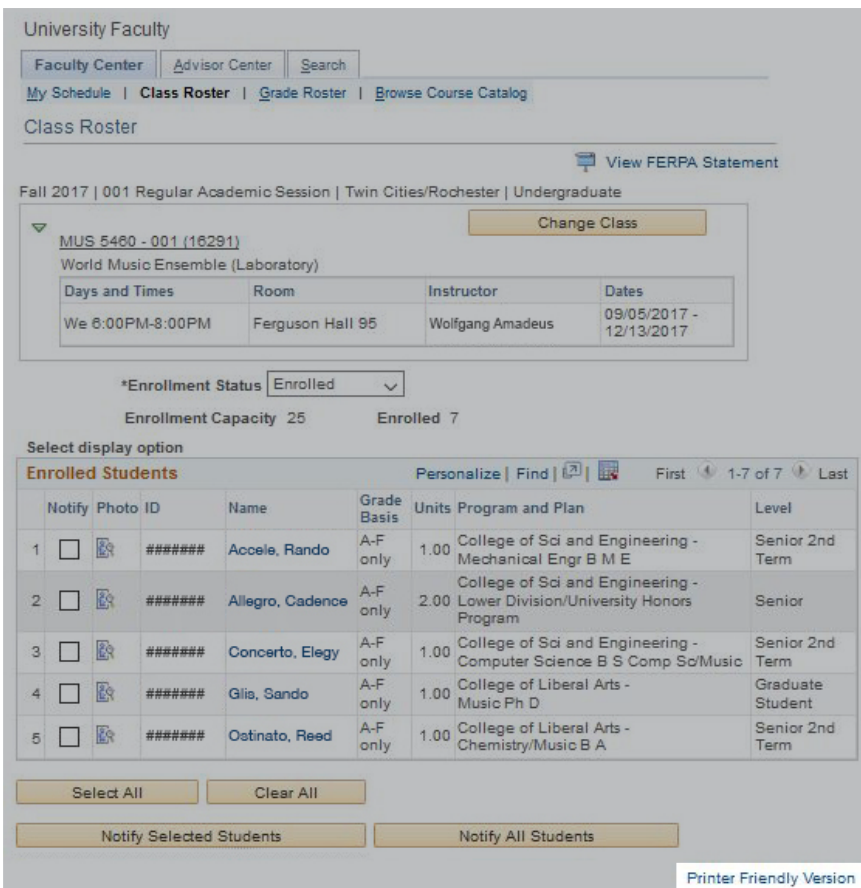 University Faculty
Faculty Center Advisor Center Search
My Schedule | Class Roster | Grade Roster | Browse Course Catalog
Class Roster
View FERPA Statement
Fall 2017 | 001 Regular Academic Session | Twin Cities/Rochester | Undergraduate
Change Class
MUS 5460 - 001 (16291)
World Music Ensemble (Laboratory)
Days and Times Room Instructor Dates
We 6:00PM-8:00PM Ferguson Hall 95 Wolfgang Amadeus 09/05/2017 -
12/13/2017
*Enrollment Status Enrolled
Enrollment Capacity 25 Enrolled 7
Select display option
Enrolled Students Personalize | Find | | First 1-7 of 7 Last
Notify Photo ID Name Grade Basis Units Program and Plan Level
1 ####### Accele, Rando A-F only 1.00 College of Sci and Engineering - Mechanical Engr B M E Senior 2nd Term
2 ####### Allegro, Cadence A-F only 2.00 College of Sci and Engineering - Lower Division/University Honors Program Senior
3 ####### Concerto, Elegy A-F only 1.00 College of Sci and Engineering - Computer Science B S Comp Sc/Music Senior 2nd Term
4 ####### Glis, Sando A-F only 1.00 College of Liberal Arts - Music Ph D Graduate Student
5 ####### Ostinato, Reed A-F only 1.00 College of Liberal Arts - Chemistry/Music B A Senior 2nd Term
Select All Clear All
Notify Selected Students Notify All Students
Printer Friendly Version